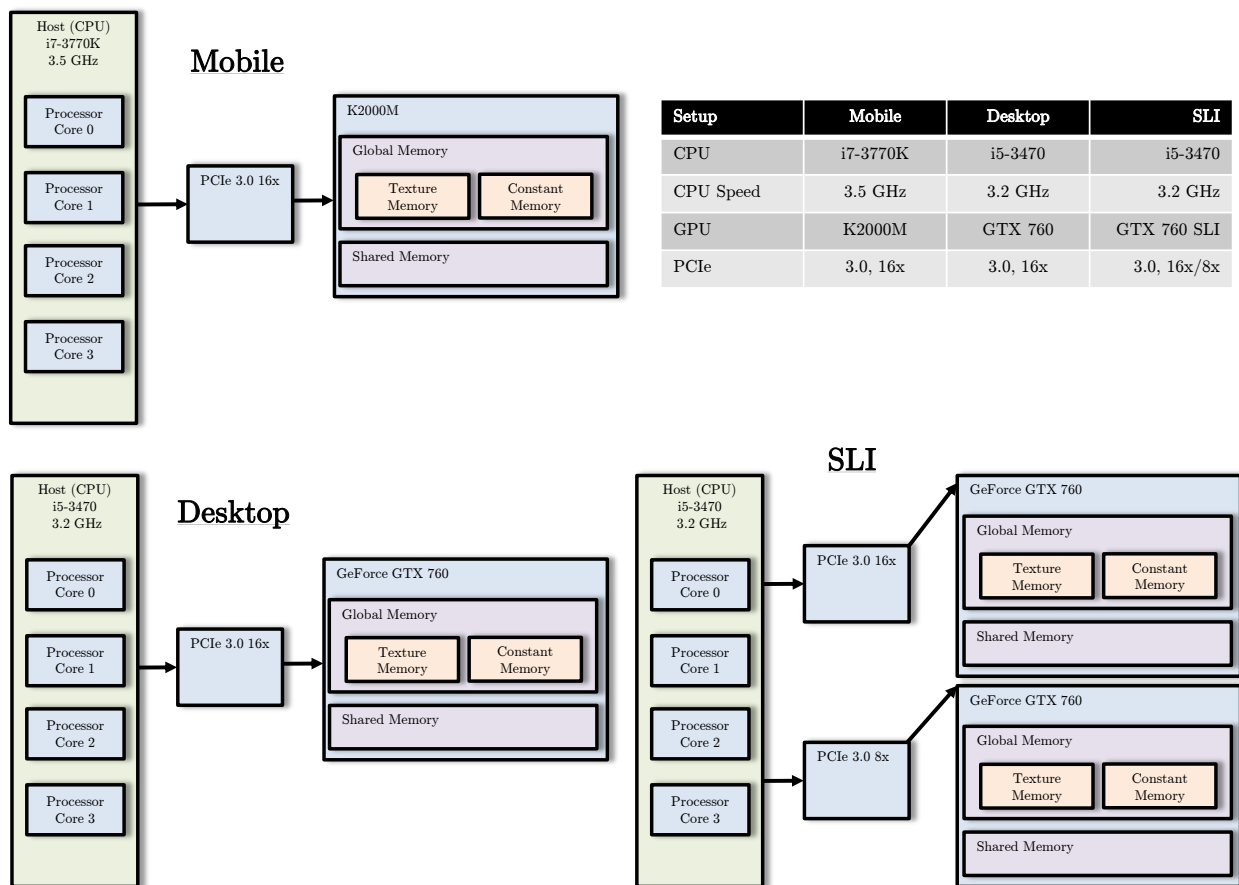 Host (CPU)
i7-3770K
3.5 GHz
Processor
Core 0
Processor
Core 1
Processor
Core 2
Processor
Core 3
Mobile
PCIe 3.0 16x
K2000M
Global Memory
Texture
Memory
Constant
Memory
Shared Memory
Setup Mobile Desktop SLI
CPU i7-3770K i5-3470 i5-3470
CPU Speed 3.5 GHz 3.2 GHz 3.2 GHz
GPU K2000M GTX 760 GTX 760 SLI
PCIe 3.0, 16x 3.0, 16x 3.0, 16x/8x
Host (CPU)
i5-3470
3.2 GHz
Processor
Core 0
Processor
Core 1
Processor
Core 2
Processor
Core 3
Desktop
PCIe 3.0 16x
GeForce GTX 760
Global Memory
Texture
Memory
Constant
Memory
Shared Memory
SLI
Host (CPU)
i5-3470
3.2 GHz
Processor
Core 0
Processor
Core 1
Processor
Core 2
Processor
Core 3
PCIe 3.0 16x
GeForce GTX 760
Global Memory
Texture
Memory
Constant
Memory
Shared Memory
PCIe 3.0 8x
GeForce GTX 760
Global Memory
Texture
Memory
Constant
Memory
Shared Memory